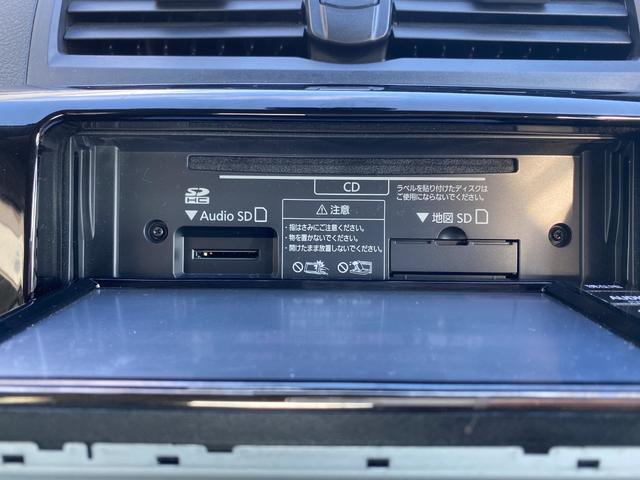 CD
ラベルを貼り付けたディスクは
ご使用にならないでください。
SD
HC
▼Audio SD
⚠注意
・指はさみにご注意ください。
・物を置かないでください。
・開けたまま放置しないでください。
▼地図 SD
AUDIO